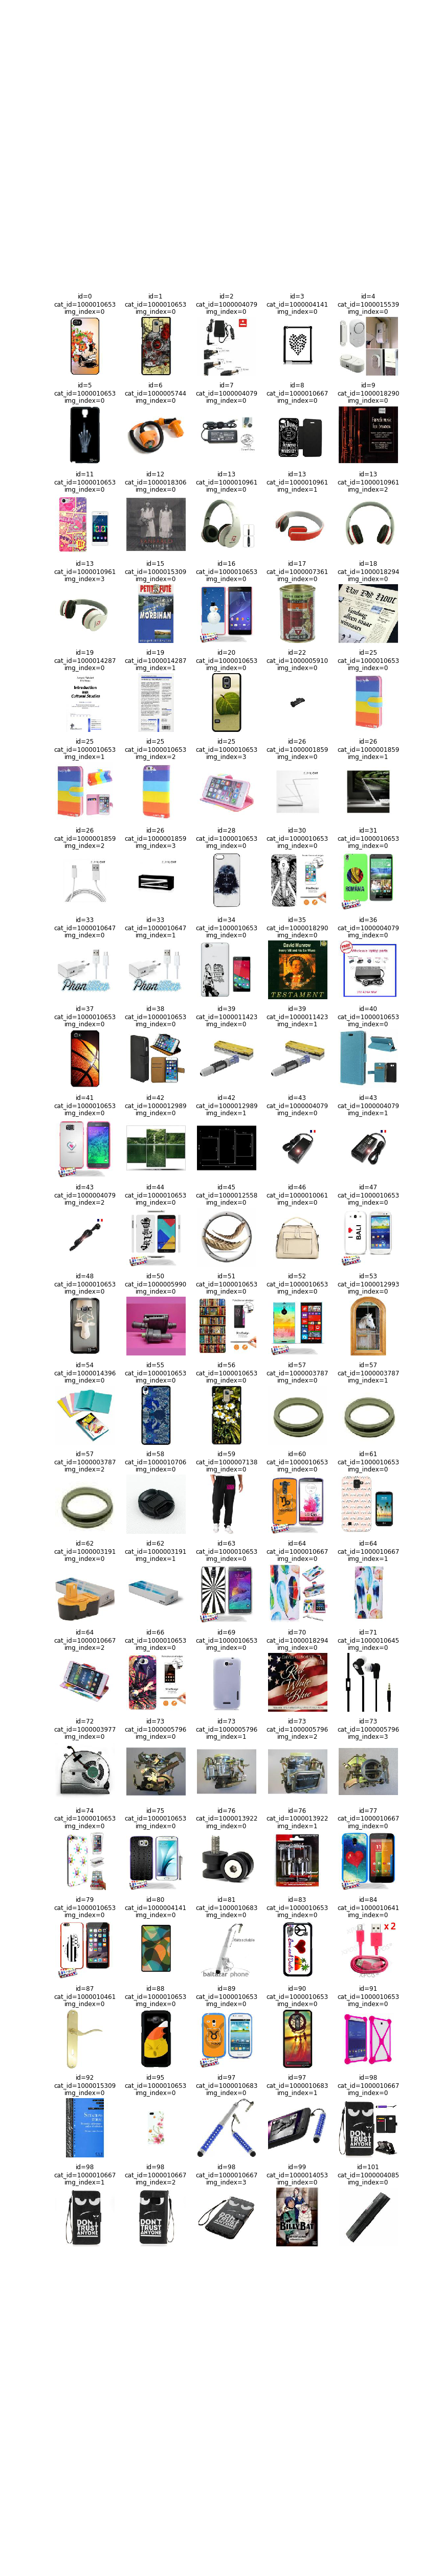 id=0 id=1 id=2 id=3 id=4
cat_id=1000010653 cat_id=1000010653 cat_id=1000004079 cat_id=1000004141 cat_id=1000015539
img_index=0 img_index=0 img_index=0 img_index=0 img_index=0
id=5 id=6 id=7 id=8 id=9
cat_id=1000010653 cat_id=1000005744 cat_id=1000004079 cat_id=1000010667 cat_id=1000018290
img_index=0 img_index=0 img_index=0 img_index=0 img_index=0
id=11 id=12 id=13 id=13 id=13
cat_id=1000010653 cat_id=1000018306 cat_id=1000010961 cat_id=1000010961 cat_id=1000010961
img_index=0 img_index=0 img_index=0 img_index=1 img_index=2
id=13 id=15 id=16 id=17 id=18
cat_id=1000010961 cat_id=1000015309 cat_id=1000010653 cat_id=1000007361 cat_id=1000018294
img_index=3 img_index=0 img_index=0 img_index=0 img_index=0
PETIT FUTÉ
MORBIHAN
id=19 id=19 id=20 id=22 id=25
cat_id=1000014287 cat_id=1000014287 cat_id=1000010653 cat_id=1000005910 cat_id=1000010653
img_index=0 img_index=1 img_index=0 img_index=0 img_index=0
Introduction
Cultural Studies
id=25 id=25 id=25 id=26 id=26
cat_id=1000010653 cat_id=1000010653 cat_id=1000010653 cat_id=1000001859 cat_id=1000001859
img_index=1 img_index=2 img_index=3 img_index=0 img_index=1
id=26 id=26 id=28 id=30 id=31
cat_id=1000001859 cat_id=1000001859 cat_id=1000010653 cat_id=1000010653 cat_id=1000010653
img_index=2 img_index=3 img_index=0 img_index=0 img_index=0
ROMANIA
id=33 id=33 id=34 id=35 id=36
cat_id=1000010647 cat_id=1000010647 cat_id=1000010653 cat_id=1000018290 cat_id=1000004079
img_index=0 img_index=1 img_index=0 img_index=0 img_index=0
David Munrow
TESTAMENT
id=37 id=38 id=39 id=39 id=40
cat_id=1000010653 cat_id=1000010653 cat_id=1000011423 cat_id=1000011423 cat_id=1000010653
img_index=0 img_index=0 img_index=0 img_index=1 img_index=0
id=41 id=42 id=42 id=43 id=43
cat_id=1000010653 cat_id=1000012989 cat_id=1000012989 cat_id=1000004079 cat_id=1000004079
img_index=0 img_index=0 img_index=1 img_index=0 img_index=1
id=43 id=44 id=45 id=46 id=47
cat_id=1000004079 cat_id=1000010653 cat_id=1000012558 cat_id=1000010061 cat_id=1000010653
img_index=2 img_index=0 img_index=0 img_index=0 img_index=0
BALI
id=48 id=50 id=51 id=52 id=53
cat_id=1000010653 cat_id=1000005990 cat_id=1000010653 cat_id=1000010653 cat_id=1000012993
img_index=0 img_index=0 img_index=0 img_index=0 img_index=0
id=54 id=55 id=56 id=57 id=57
cat_id=1000014396 cat_id=1000010653 cat_id=1000010653 cat_id=1000003787 cat_id=1000003787
img_index=0 img_index=0 img_index=0 img_index=0 img_index=1
id=57 id=58 id=59 id=60 id=61
cat_id=1000003787 cat_id=1000010706 cat_id=1000007138 cat_id=1000010653 cat_id=1000010653
img_index=2 img_index=0 img_index=0 img_index=0 img_index=0
id=62 id=62 id=63 id=64 id=64
cat_id=1000003191 cat_id=1000003191 cat_id=1000010653 cat_id=1000010667 cat_id=1000010667
img_index=0 img_index=1 img_index=0 img_index=0 img_index=1
id=64 id=66 id=69 id=70 id=71
cat_id=1000010667 cat_id=1000010653 cat_id=1000010653 cat_id=1000018294 cat_id=1000010645
img_index=2 img_index=0 img_index=0 img_index=0 img_index=0
id=72 id=73 id=73 id=73 id=73
cat_id=1000003977 cat_id=1000005796 cat_id=1000005796 cat_id=1000005796 cat_id=1000005796
img_index=0 img_index=0 img_index=1 img_index=2 img_index=3
id=74 id=75 id=76 id=76 id=77
cat_id=1000010653 cat_id=1000010653 cat_id=1000013922 cat_id=1000013922 cat_id=1000010667
img_index=0 img_index=0 img_index=0 img_index=1 img_index=0
id=79 id=80 id=81 id=83 id=84
cat_id=1000010653 cat_id=1000004141 cat_id=1000010683 cat_id=1000010653 cat_id=1000010641
img_index=0 img_index=0 img_index=0 img_index=0 img_index=0
x 2
baltazar phone
id=87 id=88 id=89 id=90 id=91
cat_id=1000010461 cat_id=1000010653 cat_id=1000010653 cat_id=1000010653 cat_id=1000010653
img_index=0 img_index=0 img_index=0 img_index=0 img_index=0
id=92 id=95 id=97 id=97 id=98
cat_id=1000015309 cat_id=1000010653 cat_id=1000010683 cat_id=1000010683 cat_id=1000010667
img_index=0 img_index=0 img_index=0 img_index=1 img_index=0
DON'T
TRUST
ANYONE
id=98 id=98 id=98 id=99 id=101
cat_id=1000010667 cat_id=1000010667 cat_id=1000010667 cat_id=1000014053 cat_id=1000004085
img_index=1 img_index=2 img_index=3 img_index=0 img_index=0
DON'T DON'T DON'T
TRUST TRUST TRUST
ANYONE ANYONE ANYONE
BILLY BAT